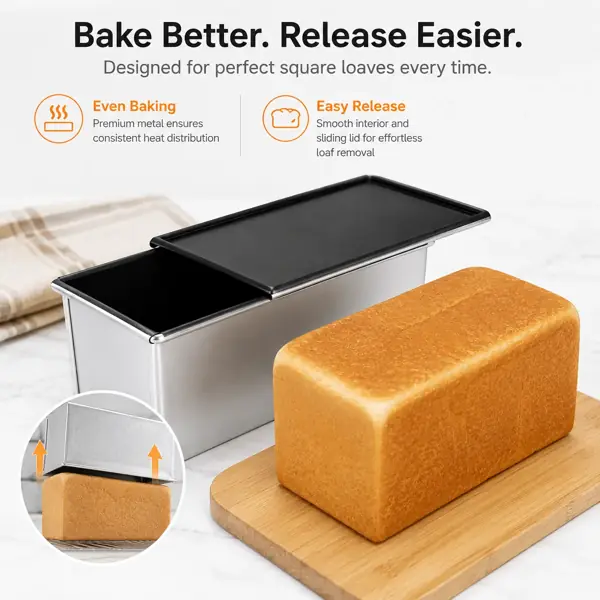 Bake Better. Release Easier.
Designed for perfect square loaves every time.
Even Baking
Premium metal ensures
consistent heat distribution
Easy Release
Smooth interior and
sliding lid for effortless
loaf removal